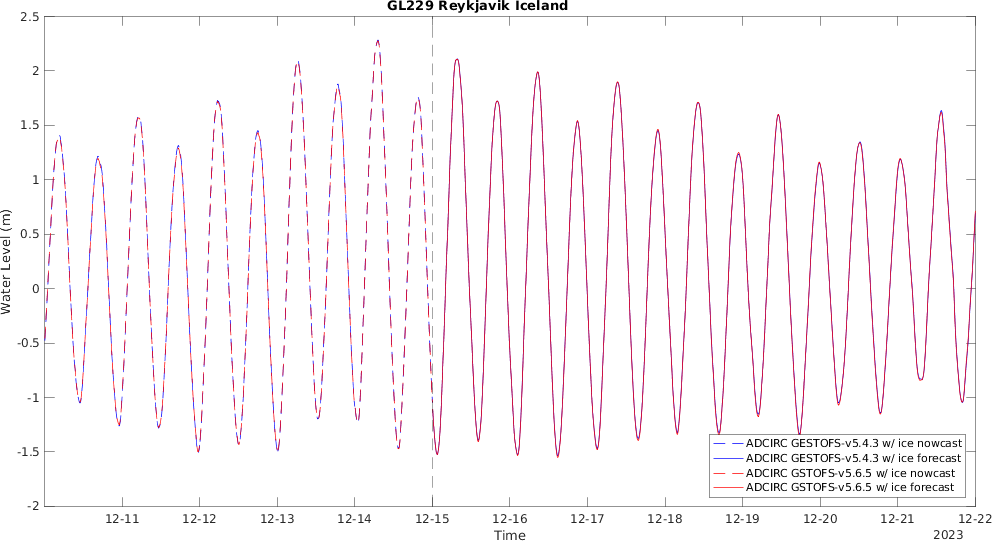 GL229 Reykjavik Iceland
2.5
2
1.5
1
0.5
0
-0.5
-1
-1.5
-2
Water Level (m)
12-11 12-12 12-13 12-14 12-15 12-16 12-17 12-18 12-19 12-20 12-21 12-22
Time
2023
ADCIRC GESTOFS-v5.4.3 w/ ice nowcast
ADCIRC GESTOFS-v5.4.3 w/ ice forecast
ADCIRC GSTOFS-v5.6.5 w/ ice nowcast
ADCIRC GSTOFS-v5.6.5 w/ ice forecast